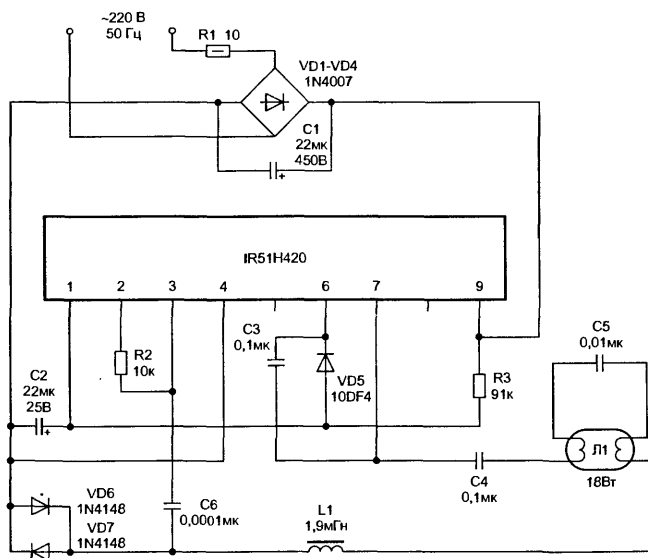 ~220 В
50 Гц
R1 10
VD1-VD4
1N4007
C1
22мк
450В
IR51H420
1 2 3 4 6 7 9
C3
0,1мк
R2
10к
C2
22мк
25В
VD5
10DF4
R3
91к
C5
0,01мк
Л1
18Вт
C4
0,1мк
VD6
1N4148
VD7
1N4148
C6
0,0001мк
L1
1,9мГн